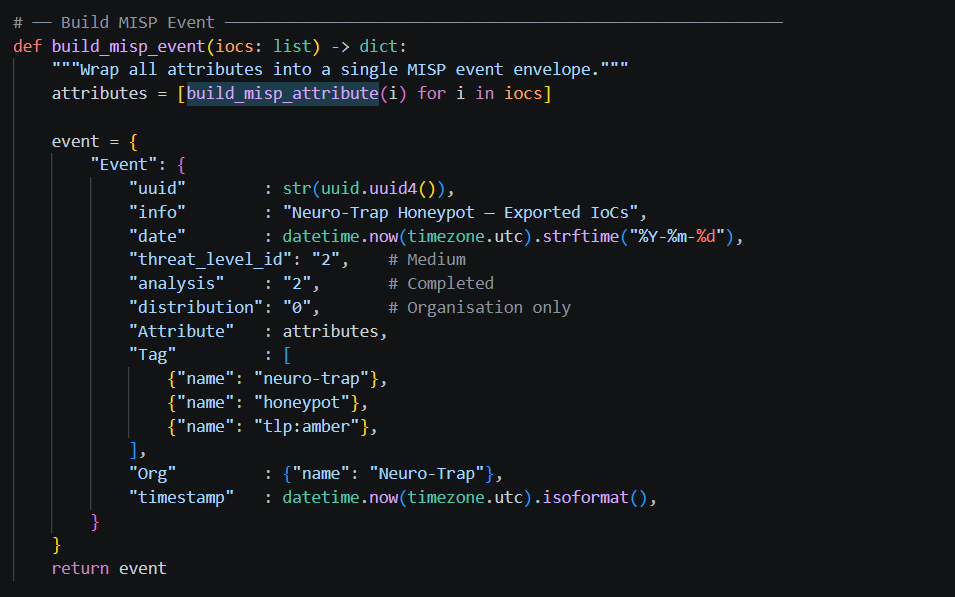 # — Build MISP Event ————————————————————
def build_misp_event(iocs: list) -> dict:
    """Wrap all attributes into a single MISP event envelope."""
    attributes = [build_misp_attribute(i) for i in iocs]

    event = {
        "Event": {
            "uuid"        : str(uuid.uuid4()),
            "info"        : "Neuro-Trap Honeypot — Exported IoCs",
            "date"        : datetime.now(timezone.utc).strftime("%Y-%m-%d"),
            "threat_level_id": "2",    # Medium
            "analysis"    : "2",       # Completed
            "distribution": "0",       # Organisation only
            "Attribute"   : attributes,
            "Tag"         : [
                {"name": "neuro-trap"},
                {"name": "honeypot"},
                {"name": "tlp:amber"},
            ],
            "Org"         : {"name": "Neuro-Trap"},
            "timestamp"   : datetime.now(timezone.utc).isoformat(),
        }
    }
    return event